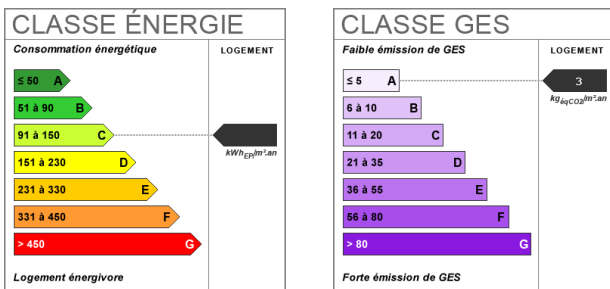 CLASSE ÉNERGIE
Consommation énergétique
LOGEMENT
≤ 50 A
51 à 90 B
91 à 150 C
kWhEP/m².an
151 à 230 D
231 à 330 E
331 à 450 F
> 450 G
Logement énergivore
CLASSE GES
Faible émission de GES
LOGEMENT
≤ 5 A
3
kgéqCO2/m².an
6 à 10 B
11 à 20 C
21 à 35 D
36 à 55 E
56 à 80 F
> 80 G
Forte émission de GES